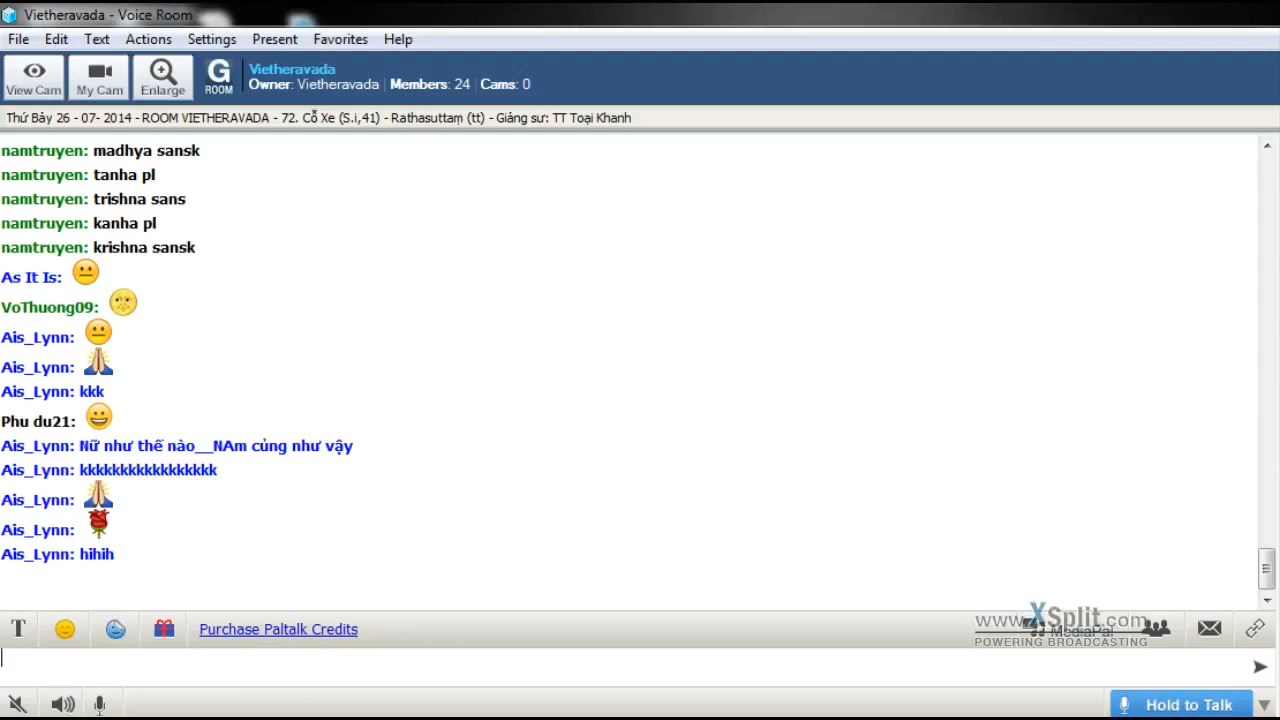 Vietheravada - Voice Room
File Edit Text Actions Settings Present Favorites Help
View Cam My Cam Enlarge G ROOM
Vietheravada
Owner: Vietheravada | Members: 24 | Cams: 0
Thứ Bảy 26 - 07- 2014 - ROOM VIETHERAVADA - 72. Cỗ Xe (S.i,41) - Rathasuttaṃ (tt) - Giảng sư: TT Toại Khanh
namtruyen: madhya sansk
namtruyen: tanha pl
namtruyen: trishna sans
namtruyen: kanha pl
namtruyen: krishna sansk
As It Is:
VoThuong09:
Ais_Lynn:
Ais_Lynn:
Ais_Lynn: kkk
Phu du21:
Ais_Lynn: Nữ như thế nào__NAm củng như vậy
Ais_Lynn: kkkkkkkkkkkkkkkkk
Ais_Lynn:
Ais_Lynn:
Ais_Lynn: hihih
T Purchase Paltalk Credits
www.XSplit.com
MediaPal
POWERING BROADCASTING
Hold to Talk